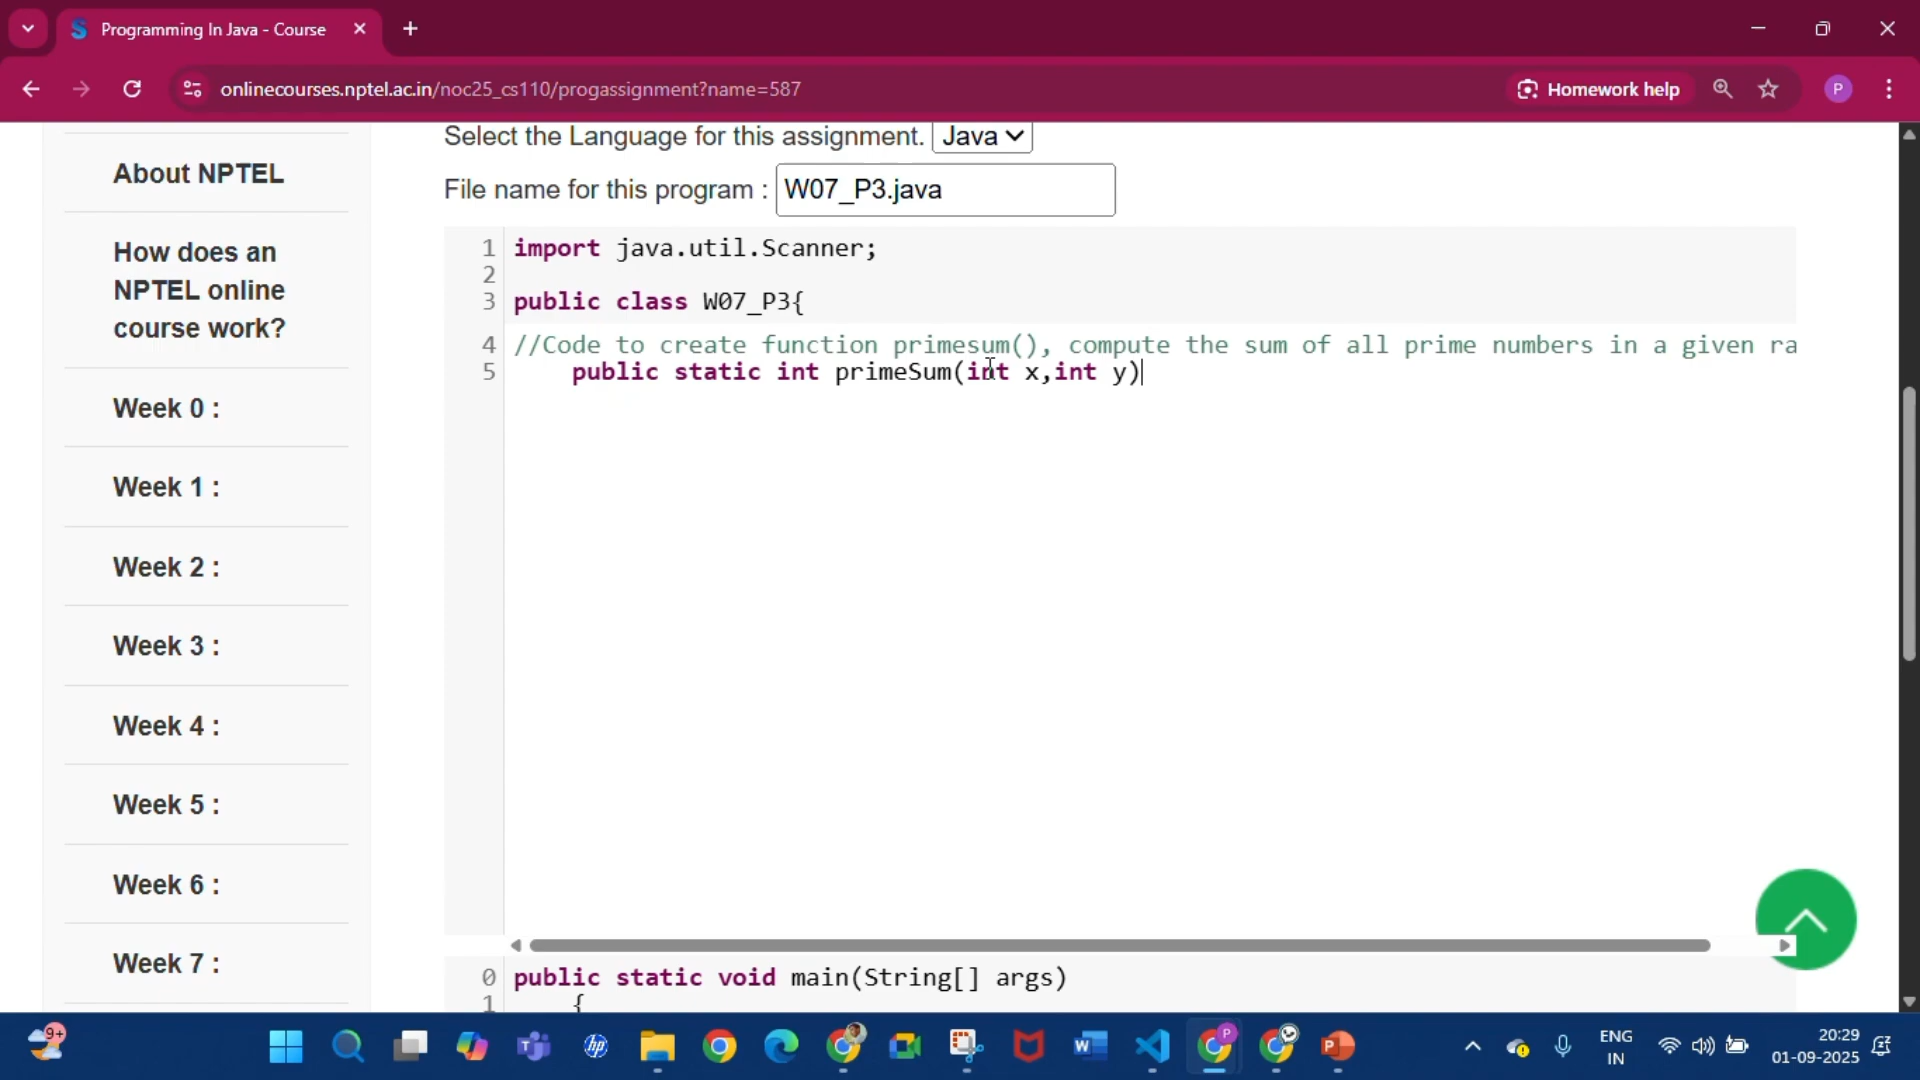 Programming In Java - Course
onlinecourses.nptel.ac.in/noc25_cs110/progassignment?name=587
Homework help
P
About NPTEL
How does an
NPTEL online
course work?
Week 0 :
Week 1 :
Week 2 :
Week 3 :
Week 4 :
Week 5 :
Week 6 :
Week 7 :
Select the Language for this assignment. Java
File name for this program : W07_P3.java
1 import java.util.Scanner;
2
3 public class W07_P3{
4 //Code to create function primesum(), compute the sum of all prime numbers in a given ra
5 public static int primeSum(int x,int y)
0 public static void main(String[] args)
1 {
9+
ENG
IN
20:29
01-09-2025